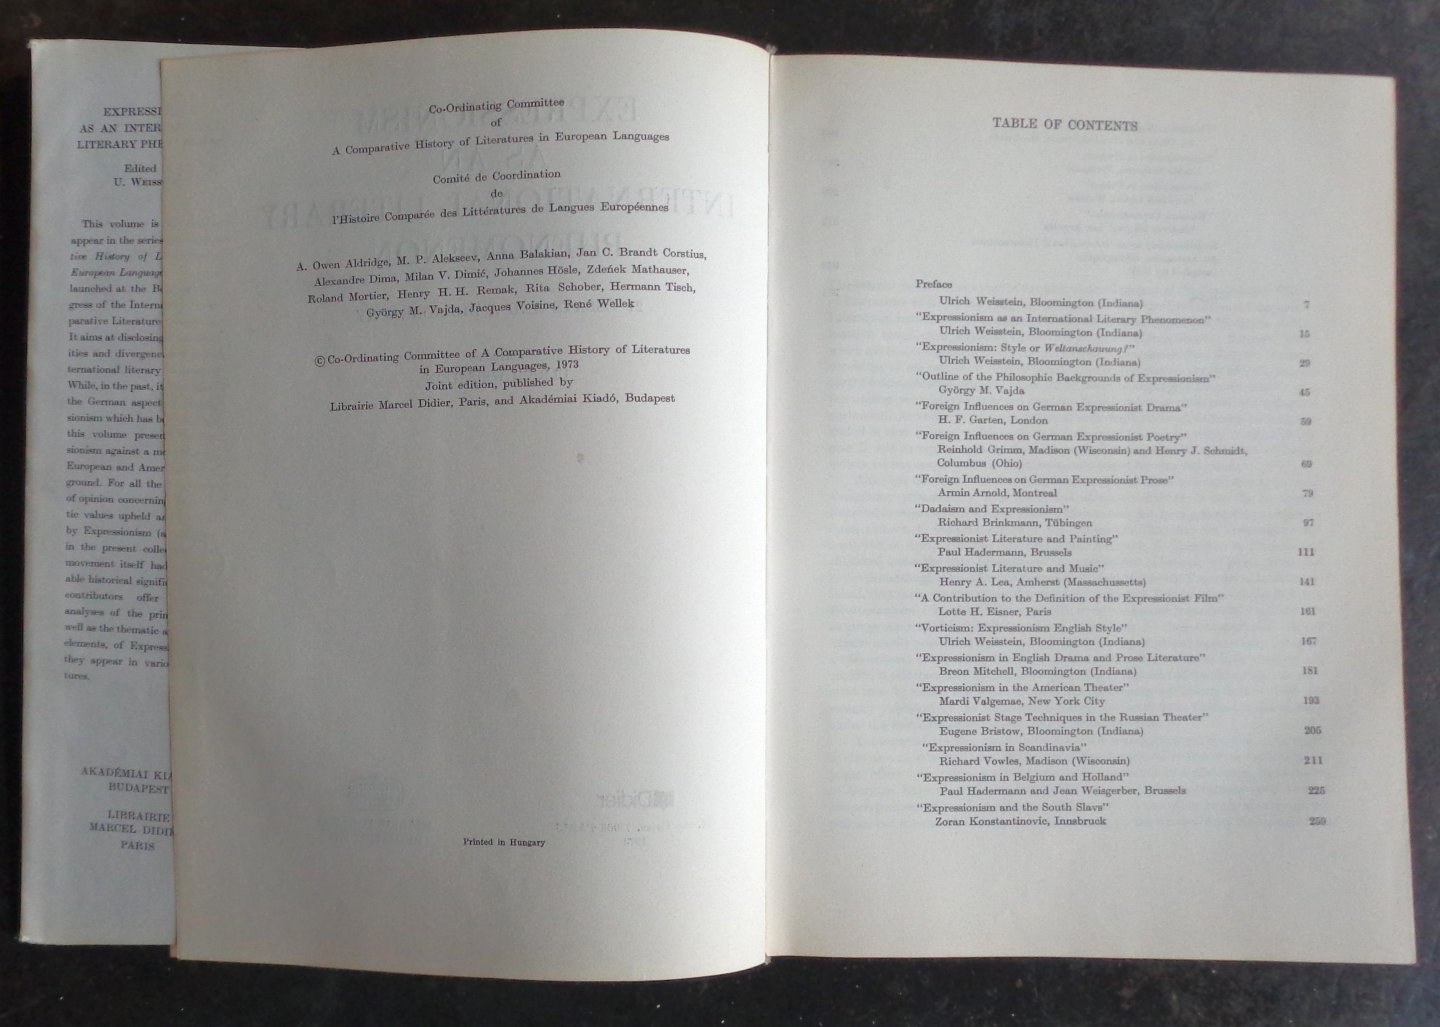 EXPRESSI
AS AN INTER
LITERARY PHE
Edited
U. WEISS
This volume is
appear in the series
tive History of L
European Languag
launched at the B
gress of the Intern
parative Literature
It aims at disclosing
ities and divergen
ternational literary
While, in the past, it
the German aspect
sionism which has b
this volume presen
sionism against a m
European and Amer
ground. For all the
of opinion concernin
tic values upheld a
by Expressionism (
in the present colle
movement itself had
able historical signifi
contributors offer
analyses of the prin
well as the thematic a
elements, of Express
they appear in vario
tures.
AKADÉMIAI KI
BUDAPEST
LIBRAIRIE
MARCEL DIDI
PARIS
Co-Ordinating Committee
of
A Comparative History of Literatures in European Languages
Comité de Coordination
de
l'Histoire Comparée des Littératures de Langues Européennes
A. Owen Aldridge, M. P. Alekseev, Anna Balakian, Jan C. Brandt Corstius,
Alexandre Dima, Milan V. Dimić, Johannes Hösle, Zdeńek Mathauser,
Roland Mortier, Henry H. H. Remak, Rita Schober, Hermann Tisch,
György M. Vajda, Jacques Voisine, René Wellek
©Co-Ordinating Committee of A Comparative History of Literatures
in European Languages, 1973
Joint edition, published by
Librairie Marcel Didier, Paris, and Akadémiai Kiadó, Budapest
Printed in Hungary
TABLE OF CONTENTS
Preface
Ulrich Weisstein, Bloomington (Indiana) 7
"Expressionism as an International Literary Phenomenon"
Ulrich Weisstein, Bloomington (Indiana) 15
"Expressionism: Style or Weltanschauung?"
Ulrich Weisstein, Bloomington (Indiana) 29
"Outline of the Philosophic Backgrounds of Expressionism"
György M. Vajda 45
"Foreign Influences on German Expressionist Drama"
H. F. Garten, London 59
"Foreign Influences on German Expressionist Poetry"
Reinhold Grimm, Madison (Wisconsin) and Henry J. Schmidt,
Columbus (Ohio) 69
"Foreign Influences on German Expressionist Prose"
Armin Arnold, Montreal 79
"Dadaism and Expressionism"
Richard Brinkmann, Tübingen 97
"Expressionist Literature and Painting"
Paul Hadermann, Brussels 111
"Expressionist Literature and Music"
Henry A. Lea, Amherst (Massachussetts) 141
"A Contribution to the Definition of the Expressionist Film"
Lotte H. Eisner, Paris 161
"Vorticism: Expressionism English Style"
Ulrich Weisstein, Bloomington (Indiana) 167
"Expressionism in English Drama and Prose Literature"
Breon Mitchell, Bloomington (Indiana) 181
"Expressionism in the American Theater"
Mardi Valgemae, New York City 193
"Expressionist Stage Techniques in the Russian Theater"
Eugene Bristow, Bloomington (Indiana) 205
"Expressionism in Scandinavia"
Richard Vowles, Madison (Wisconsin) 211
"Expressionism in Belgium and Holland"
Paul Hadermann and Jean Weisgerber, Brussels 225
"Expressionism and the South Slavs"
Zoran Konstantinovic, Innsbruck 259